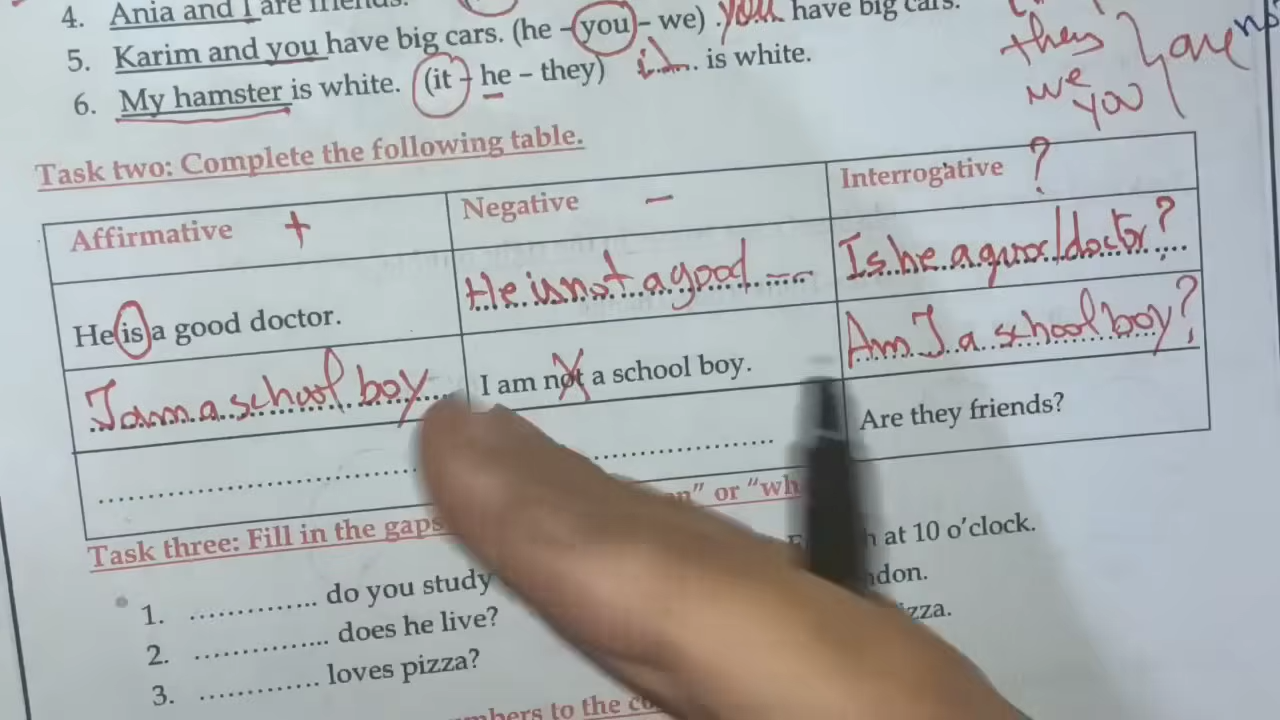 4. Ania and I are friends.
5. Karim and you have big cars. (he – you – we) .you have big cars.
6. My hamster is white. (it – he – they) it is white.
they
we
you
are
Task two: Complete the following table.
Affirmative + Negative – Interrogative ?
He is a good doctor. He is not a good ---- Is he a good doctor?
I am a school boy I am not a school boy. Am I a school boy?
Are they friends?
Task three: Fill in the gaps or "wh
1. ………….. do you study at 10 o'clock.
2. ………….. does he live?
3. ………….. loves pizza?
to the